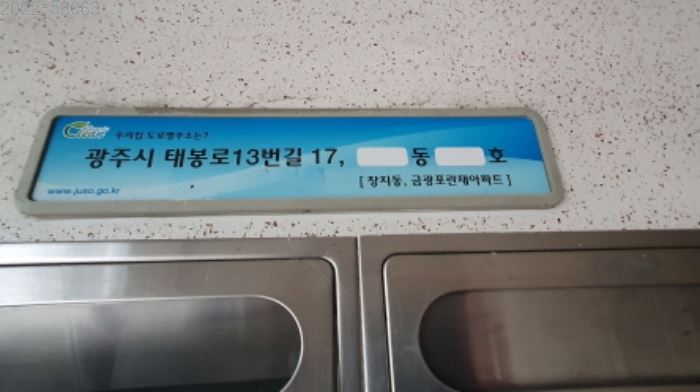 2022-53063
Clean 우리집 도로명주소는?
광주시 태봉로13번길 17, 동 호
[ 장지동, 금광포란재아파트 ]
www.juso.go.kr